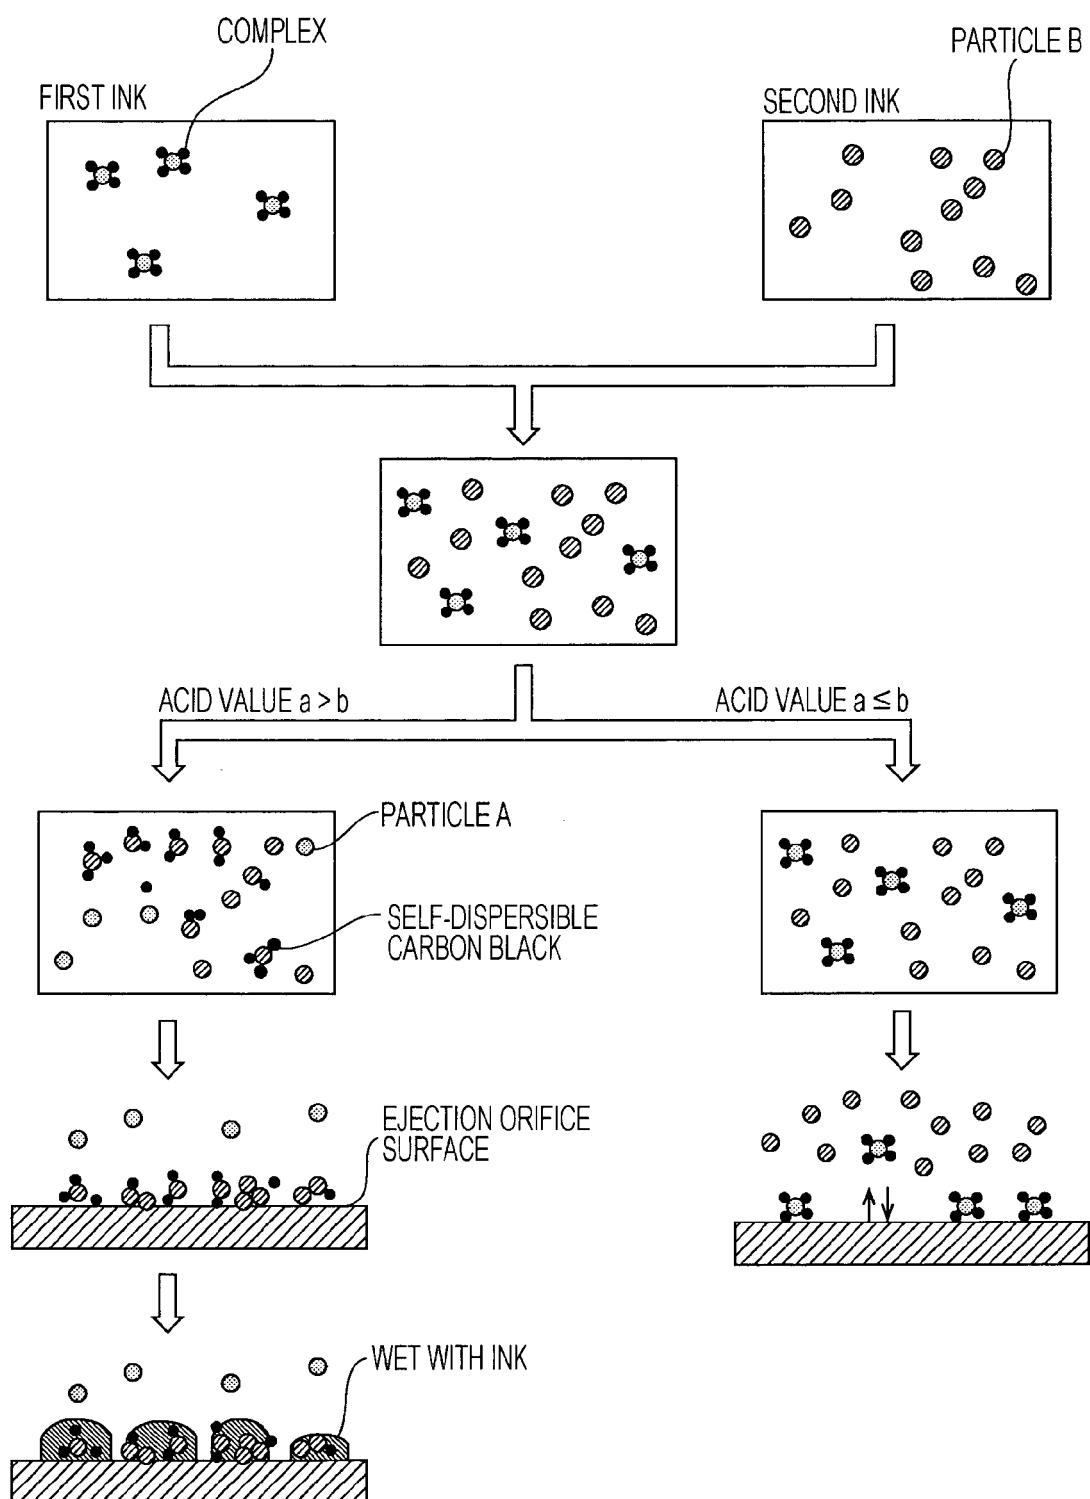 COMPLEX
PARTICLE B
FIRST INK
SECOND INK
ACID VALUE a > b
ACID VALUE a ≤ b
PARTICLE A
SELF-DISPERSIBLE
CARBON BLACK
EJECTION ORIFICE
SURFACE
WET WITH INK